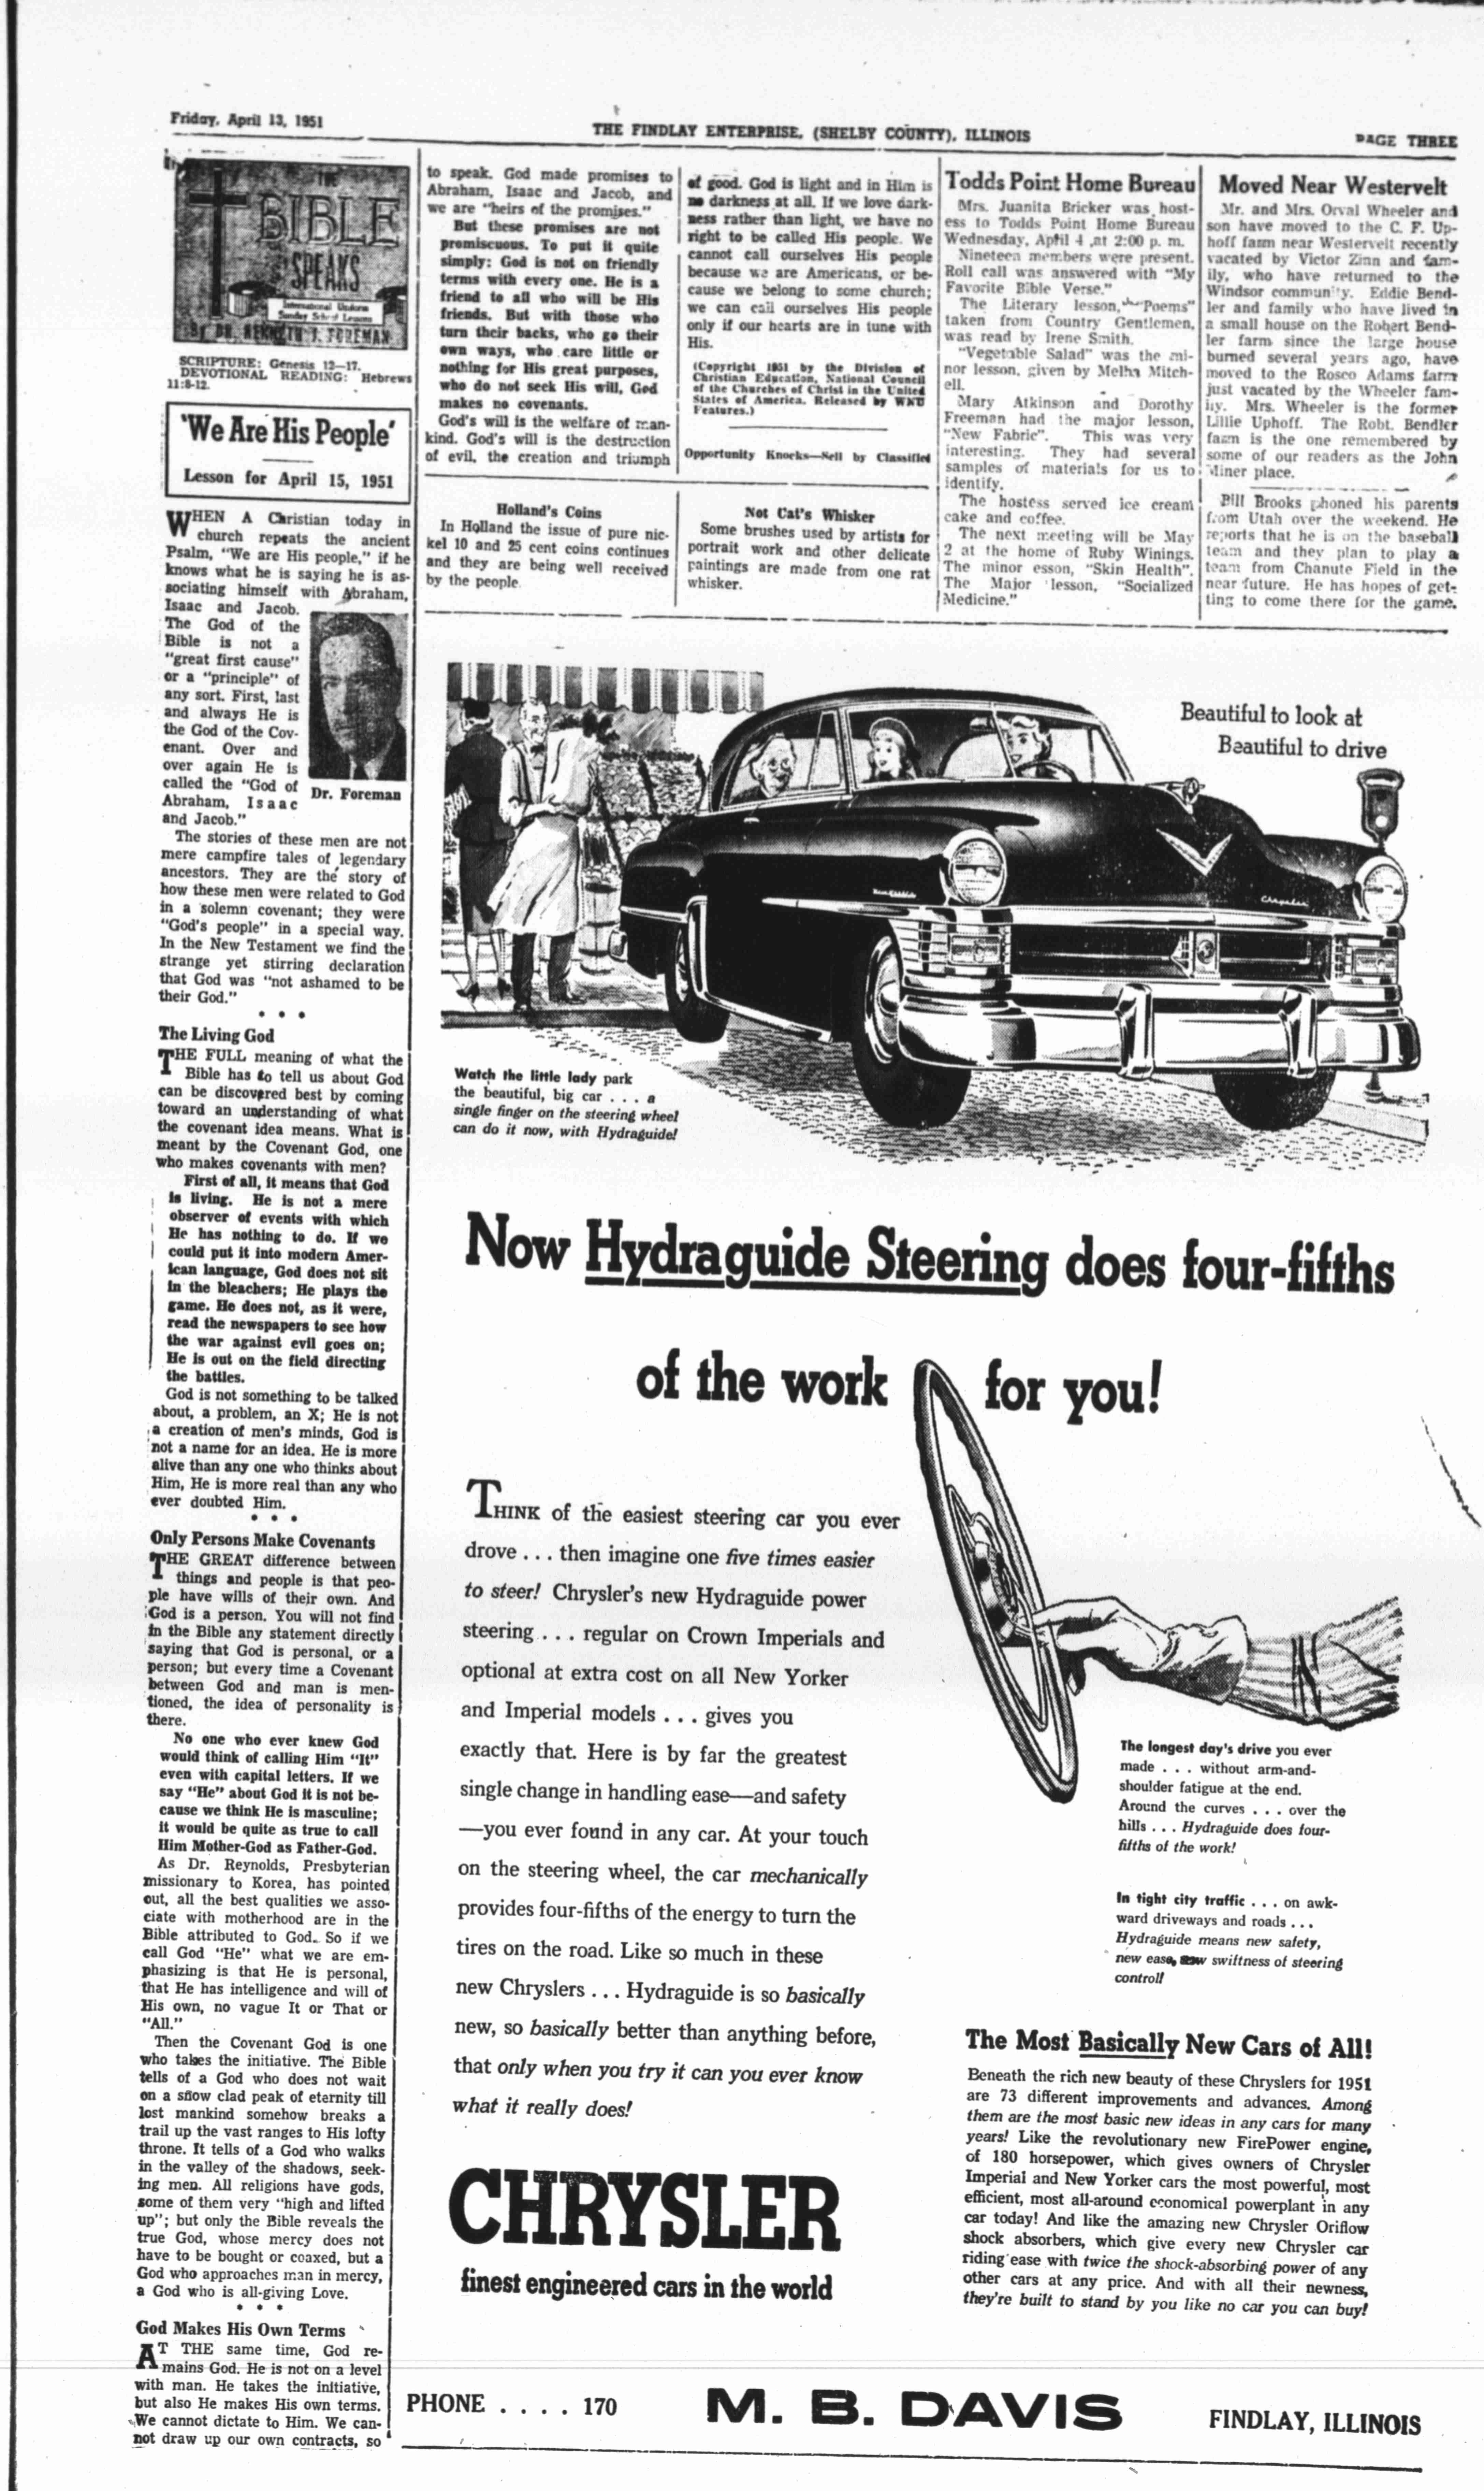 Friday, April 13, 1951
THE FINDLAY ENTERPRISE, (SHELBY COUNTY), ILLINOIS
PAGE THREE
THE
BIBLE
SPEAKS
International Uniform
Sunday School Lessons
BY DR. KENNETH J. FOREMAN
SCRIPTURE: Genesis 12—17.
DEVOTIONAL READING: Hebrews
11:8-12.
'We Are His People'
Lesson for April 15, 1951
WHEN A Christian today in
church repeats the ancient
Psalm, "We are His people," if he
knows what he is saying he is as-
sociating himself with Abraham,
Isaac and Jacob.
The God of the
Bible is not a
"great first cause"
or a "principle" of
any sort. First, last
and always He is
the God of the Cov-
enant. Over and
over again He is
called the "God of
Abraham, Isaac
and Jacob."
Dr. Foreman
The stories of these men are not
mere campfire tales of legendary
ancestors. They are the story of
how these men were related to God
in a solemn covenant; they were
"God's people" in a special way.
In the New Testament we find the
strange yet stirring declaration
that God was "not ashamed to be
their God."
• • •
The Living God
THE FULL meaning of what the
Bible has to tell us about God
can be discovered best by coming
toward an understanding of what
the covenant idea means. What is
meant by the Covenant God, one
who makes covenants with men?
First of all, it means that God
is living. He is not a mere
observer of events with which
He has nothing to do. If we
could put it into modern Amer-
ican language, God does not sit
in the bleachers; He plays the
game. He does not, as it were,
read the newspapers to see how
the war against evil goes on;
He is out on the field directing
the battles.
God is not something to be talked
about, a problem, an X; He is not
a creation of men's minds, God is
not a name for an idea. He is more
alive than any one who thinks about
Him, He is more real than any who
ever doubted Him.
• • •
Only Persons Make Covenants
THE GREAT difference between
things and people is that peo-
ple have wills of their own. And
God is a person. You will not find
in the Bible any statement directly
saying that God is personal, or a
person; but every time a Covenant
between God and man is men-
tioned, the idea of personality is
there.
No one who ever knew God
would think of calling Him "It"
even with capital letters. If we
say "He" about God it is not be-
cause we think He is masculine;
it would be quite as true to call
Him Mother-God as Father-God.
As Dr. Reynolds, Presbyterian
missionary to Korea, has pointed
out, all the best qualities we asso-
ciate with motherhood are in the
Bible attributed to God. So if we
call God "He" what we are em-
phasizing is that He is personal,
that He has intelligence and will of
His own, no vague It or That or
"All."
Then the Covenant God is one
who takes the initiative. The Bible
tells of a God who does not wait
on a snow clad peak of eternity till
lost mankind somehow breaks a
trail up the vast ranges to His lofty
throne. It tells of a God who walks
in the valley of the shadows, seek-
ing men. All religions have gods,
some of them very "high and lifted
up"; but only the Bible reveals the
true God, whose mercy does not
have to be bought or coaxed, but a
God who approaches man in mercy,
a God who is all-giving Love.
• • •
God Makes His Own Terms
AT THE same time, God re-
mains God. He is not on a level
with man. He takes the initiative,
but also He makes His own terms.
We cannot dictate to Him. We can-
not draw up our own contracts, so
to speak. God made promises to
Abraham, Isaac and Jacob, and
we are "heirs of the promises."
But these promises are not
promiscuous. To put it quite
simply: God is not on friendly
terms with every one. He is a
friend to all who will be His
friends. But with those who
turn their backs, who go their
own ways, who care little or
nothing for His great purposes,
who do not seek His will, God
makes no covenants.
God's will is the welfare of man-
kind. God's will is the destruction
of evil, the creation and triumph
of good. God is light and in Him is
no darkness at all. If we love dark-
ness rather than light, we have no
right to be called His people. We
cannot call ourselves His people
because we are Americans, or be-
cause we belong to some church;
we can call ourselves His people
only if our hearts are in tune with
His.
(Copyright 1951 by the Division of
Christian Education, National Council
of the Churches of Christ in the United
States of America. Released by WNU
Features.)
Opportunity Knocks—Sell by Classified
Holland's Coins
In Holland the issue of pure nic-
kel 10 and 25 cent coins continues
and they are being well received
by the people.
Not Cat's Whisker
Some brushes used by artists for
portrait work and other delicate
paintings are made from one rat
whisker.
Todds Point Home Bureau
Mrs. Juanita Bricker was host-
ess to Todds Point Home Bureau
Wednesday, April 4 ,at 2:00 p. m.
Nineteen members were present.
Roll call was answered with "My
Favorite Bible Verse."
The Literary lesson, "Poems"
taken from Country Gentlemen,
was read by Irene Smith.
"Vegetable Salad" was the mi-
nor lesson, given by Melha Mitch-
ell.
Mary Atkinson and Dorothy
Freeman had the major lesson,
"New Fabric". This was very
interesting. They had several
samples of materials for us to
identify.
The hostess served ice cream
cake and coffee.
The next meeting will be May
2 at the home of Ruby Winings.
The minor esson, "Skin Health".
The Major lesson, "Socialized
Medicine."
Moved Near Westervelt
Mr. and Mrs. Orval Wheeler and
son have moved to the C. F. Up-
hoff farm near Westervelt recently
vacated by Victor Zinn and fam-
ily, who have returned to the
Windsor community. Eddie Bend-
ler and family who have lived in
a small house on the Robert Bend-
ler farm since the large house
burned several years ago, have
moved to the Rosco Adams farm
just vacated by the Wheeler fam-
ily. Mrs. Wheeler is the former
Lillie Uphoff. The Robt. Bendler
farm is the one remembered by
some of our readers as the John
Miner place.
Bill Brooks phoned his parents
from Utah over the weekend. He
reports that he is on the baseball
team and they plan to play a
team from Chanute Field in the
near future. He has hopes of get-
ting to come there for the game.
Beautiful to look at
Beautiful to drive
Chrysler
Watch the little lady park
the beautiful, big car . . . a
single finger on the steering wheel
can do it now, with Hydraguide!
Now Hydraguide Steering does four-fifths
of the work for you!
THINK of the easiest steering car you ever
drove . . . then imagine one five times easier
to steer! Chrysler's new Hydraguide power
steering . . . regular on Crown Imperials and
optional at extra cost on all New Yorker
and Imperial models . . . gives you
exactly that. Here is by far the greatest
single change in handling ease—and safety
—you ever found in any car. At your touch
on the steering wheel, the car mechanically
provides four-fifths of the energy to turn the
tires on the road. Like so much in these
new Chryslers . . . Hydraguide is so basically
new, so basically better than anything before,
that only when you try it can you ever know
what it really does!
The longest day's drive you ever
made . . . without arm-and-
shoulder fatigue at the end.
Around the curves . . . over the
hills . . . Hydraguide does four-
fifths of the work!
In tight city traffic . . . on awk-
ward driveways and roads . . .
Hydraguide means new safety,
new ease, new swiftness of steering
control!
The Most Basically New Cars of All!
Beneath the rich new beauty of these Chryslers for 1951
are 73 different improvements and advances. Among
them are the most basic new ideas in any cars for many
years! Like the revolutionary new FirePower engine,
of 180 horsepower, which gives owners of Chrysler
Imperial and New Yorker cars the most powerful, most
efficient, most all-around economical powerplant in any
car today! And like the amazing new Chrysler Oriflow
shock absorbers, which give every new Chrysler car
riding ease with twice the shock-absorbing power of any
other cars at any price. And with all their newness,
they're built to stand by you like no car you can buy!
CHRYSLER
finest engineered cars in the world
PHONE . . . . 170
M. B. DAVIS
FINDLAY, ILLINOIS